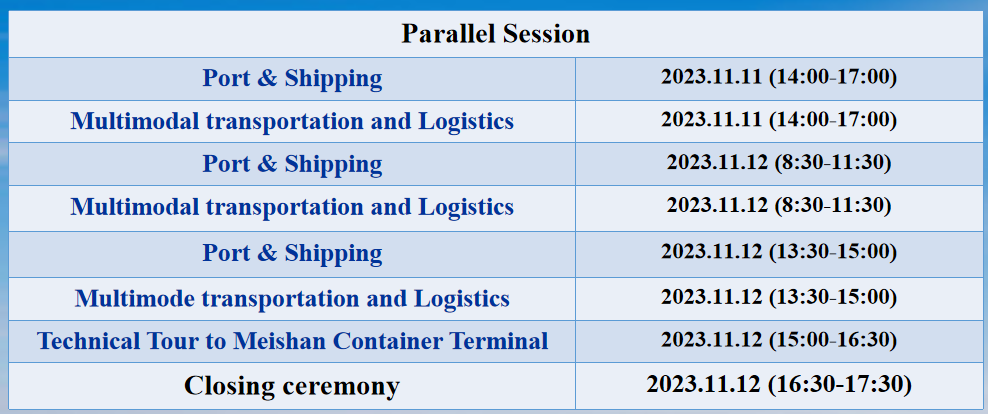 Parallel Session
Port & Shipping 2023.11.11 (14:00-17:00)
Multimodal transportation and Logistics 2023.11.11 (14:00-17:00)
Port & Shipping 2023.11.12 (8:30-11:30)
Multimodal transportation and Logistics 2023.11.12 (8:30-11:30)
Port & Shipping 2023.11.12 (13:30-15:00)
Multimode transportation and Logistics 2023.11.12 (13:30-15:00)
Technical Tour to Meishan Container Terminal 2023.11.12 (15:00-16:30)
Closing ceremony 2023.11.12 (16:30-17:30)